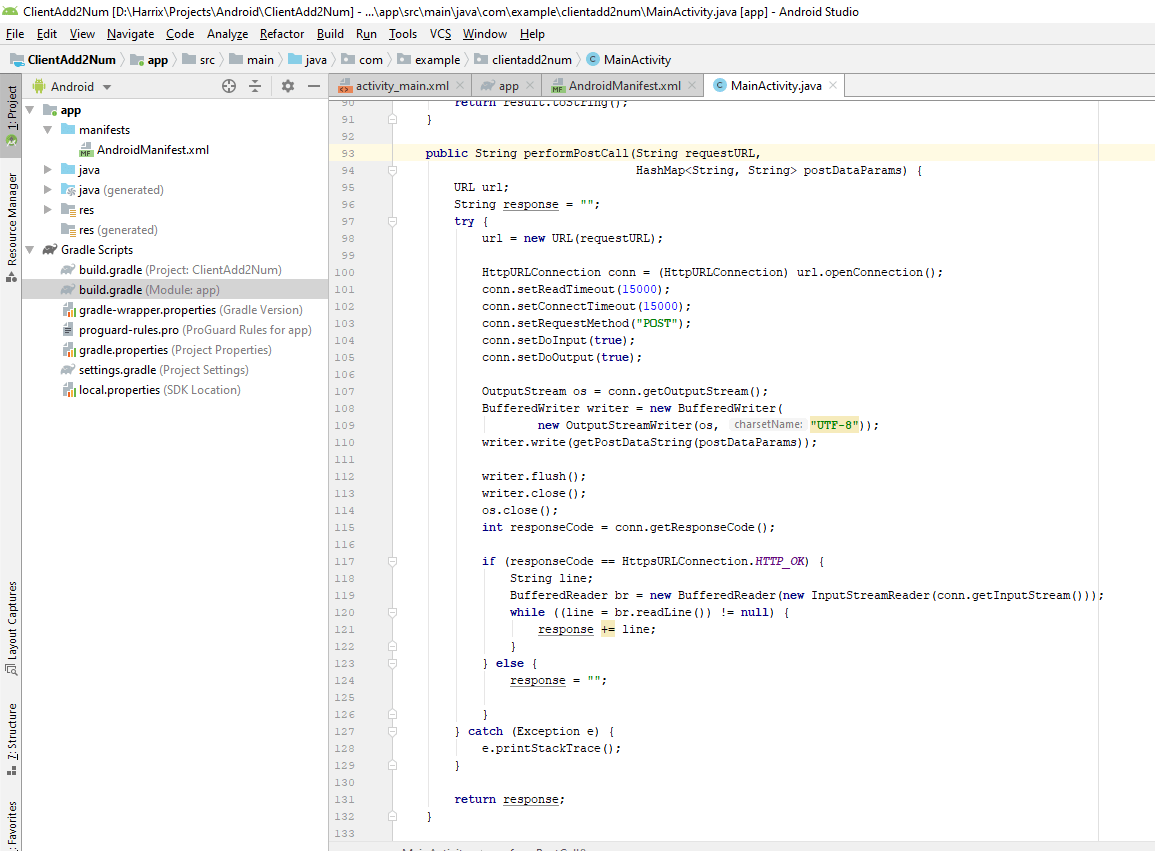 ClientAdd2Num [D:\Harrix\Projects\Android\ClientAdd2Num] - ...\app\src\main\java\com\example\clientadd2num\MainActivity.java [app] - Android Studio
File Edit View Navigate Code Analyze Refactor Build Run Tools VCS Window Help
ClientAdd2Num app src main java com example clientadd2num MainActivity
Android
activity_main.xml app AndroidManifest.xml MainActivity.java
1: Project
Resource Manager
Layout Captures
7: Structure
Favorites
app
manifests
AndroidManifest.xml
java
java (generated)
res
res (generated)
Gradle Scripts
build.gradle (Project: ClientAdd2Num)
build.gradle (Module: app)
gradle-wrapper.properties (Gradle Version)
proguard-rules.pro (ProGuard Rules for app)
gradle.properties (Project Properties)
settings.gradle (Project Settings)
local.properties (SDK Location)
90 return result.toString();
91 }
92
93 public String performPostCall(String requestURL,
94 HashMap<String, String> postDataParams) {
95 URL url;
96 String response = "";
97 try {
98 url = new URL(requestURL);
99
100 HttpURLConnection conn = (HttpURLConnection) url.openConnection();
101 conn.setReadTimeout(15000);
102 conn.setConnectTimeout(15000);
103 conn.setRequestMethod("POST");
104 conn.setDoInput(true);
105 conn.setDoOutput(true);
106
107 OutputStream os = conn.getOutputStream();
108 BufferedWriter writer = new BufferedWriter(
109 new OutputStreamWriter(os, charsetName: "UTF-8"));
110 writer.write(getPostDataString(postDataParams));
111
112 writer.flush();
113 writer.close();
114 os.close();
115 int responseCode = conn.getResponseCode();
116
117 if (responseCode == HttpsURLConnection.HTTP_OK) {
118 String line;
119 BufferedReader br = new BufferedReader(new InputStreamReader(conn.getInputStream()));
120 while ((line = br.readLine()) != null) {
121 response += line;
122 }
123 } else {
124 response = "";
125
126 }
127 } catch (Exception e) {
128 e.printStackTrace();
129 }
130
131 return response;
132 }
133